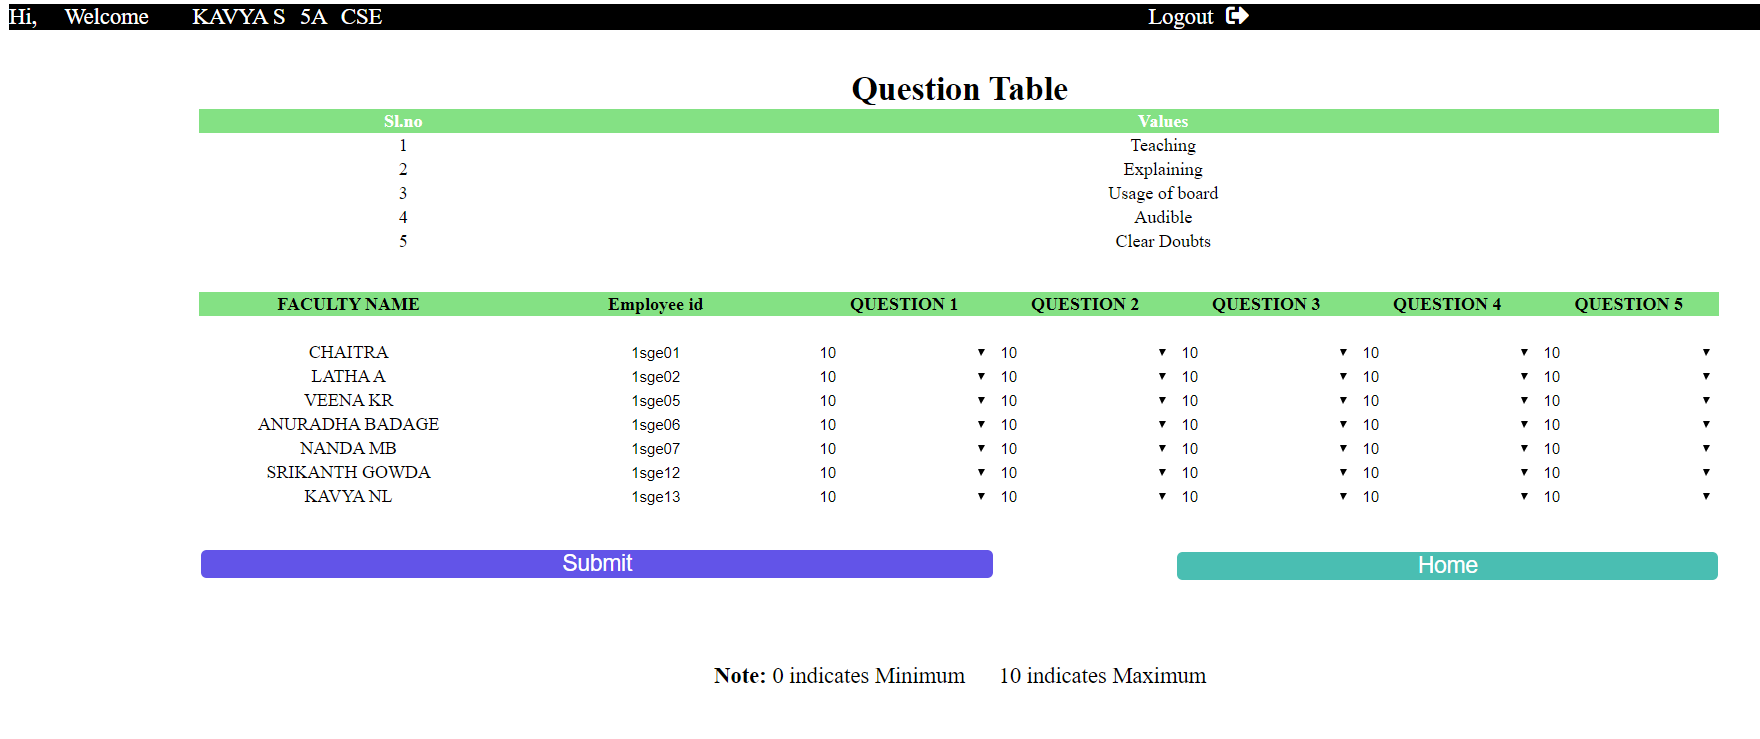 Hi, Welcome KAVYA S 5A CSE Logout
Question Table
Sl.no Values
1 Teaching
2 Explaining
3 Usage of board
4 Audible
5 Clear Doubts
FACULTY NAME Employee id QUESTION 1 QUESTION 2 QUESTION 3 QUESTION 4 QUESTION 5
CHAITRA 1sge01 10 10 10 10 10
LATHA A 1sge02 10 10 10 10 10
VEENA KR 1sge05 10 10 10 10 10
ANURADHA BADAGE 1sge06 10 10 10 10 10
NANDA MB 1sge07 10 10 10 10 10
SRIKANTH GOWDA 1sge12 10 10 10 10 10
KAVYA NL 1sge13 10 10 10 10 10
Submit Home
Note: 0 indicates Minimum 10 indicates Maximum